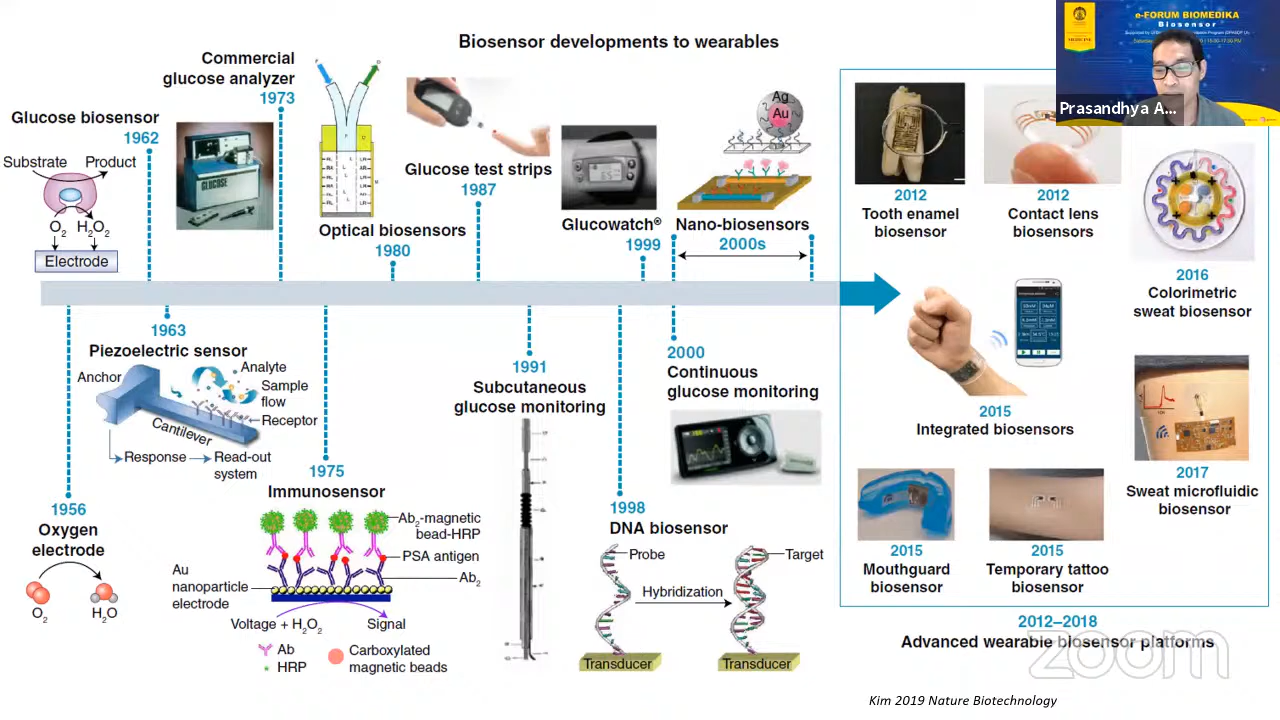 Biosensor developments to wearables
e-FORUM BIOMEDIKA
Biosensor
Prasandhya A...
Commercial
glucose analyzer
1973
Glucose biosensor
1962
Substrate
Product
O2
H2O2
Electrode
GLUCOSE
Optical biosensors
1980
Glucose test strips
1987
Glucowatch®
1999
Ag
Au
Nano-biosensors
2000s
1956
Oxygen
electrode
O2
H2O
1963
Piezoelectric sensor
Anchor
Analyte
Sample
flow
Receptor
Cantilever
Response
Read-out
system
1975
Immunosensor
Ab2-magnetic
bead-HRP
PSA antigen
Ab2
Au
nanoparticle
electrode
Voltage + H2O2
Signal
Ab
HRP
Carboxylated
magnetic beads
1991
Subcutaneous
glucose monitoring
1998
DNA biosensor
Probe
Target
Hybridization
Transducer
Transducer
2000
Continuous
glucose monitoring
2012
Tooth enamel
biosensor
2012
Contact lens
biosensors
2016
Colorimetric
sweat biosensor
2015
Integrated biosensors
2017
Sweat microfluidic
biosensor
2015
Mouthguard
biosensor
2015
Temporary tattoo
biosensor
2012–2018
Advanced wearable biosensor platforms
zoom
Kim 2019 Nature Biotechnology